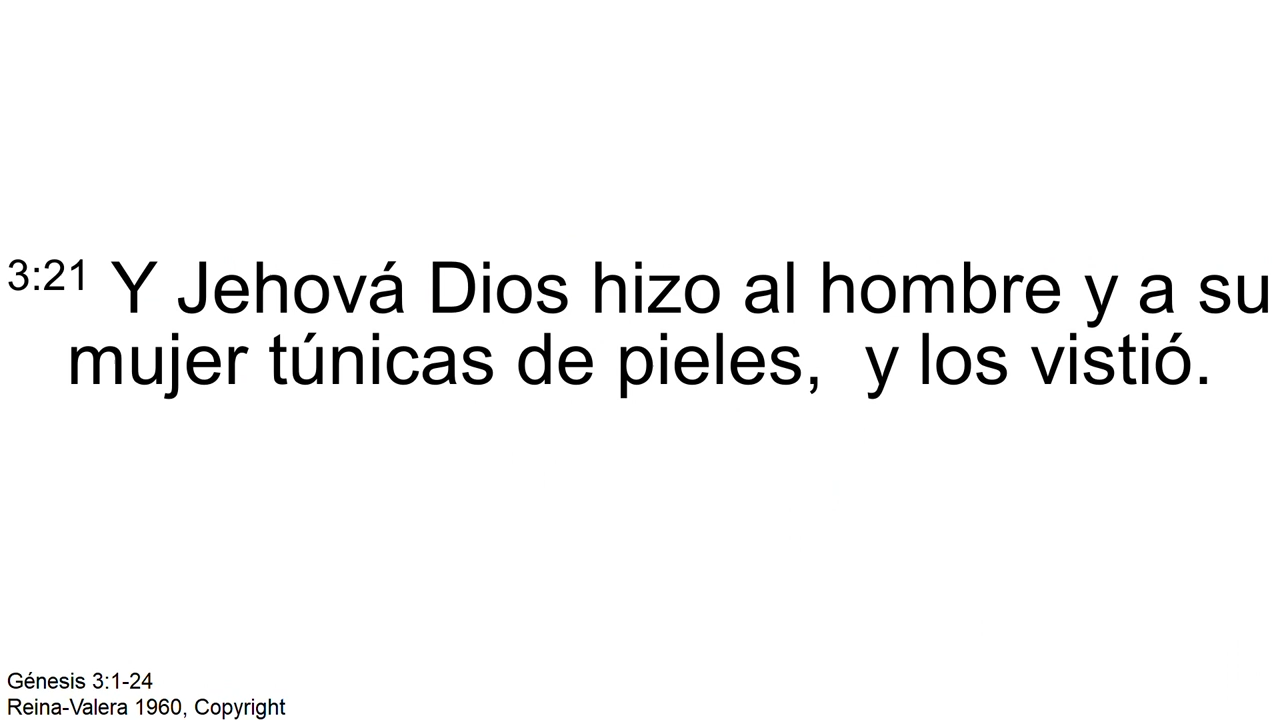 3:21 Y Jehová Dios hizo al hombre y a su
mujer túnicas de pieles,  y los vistió.
Génesis 3:1-24
Reina-Valera 1960, Copyright